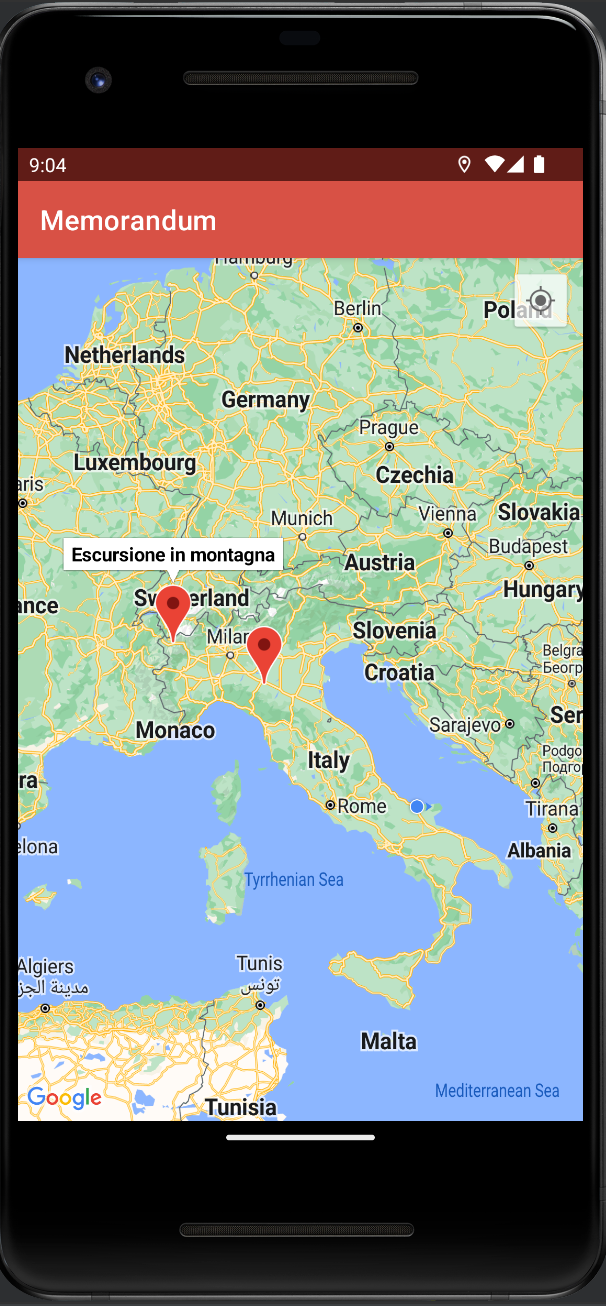 9:04
Memorandum
Hamburg
Berlin
Poland
Netherlands
Germany
Prague
Luxembourg
Czechia
aris
Munich
Vienna
Slovakia
Budapest
Escursione in montagna
Austria
Hungary
Sw erland
ance
Milan
Slovenia
Belgra
Београ
Croatia
Monaco
Sarajevo
Ser
Italy
Podgo
Подгор
ra
Rome
Tirana
elona
Albania
Tyrrhenian Sea
Algiers
مدينة الجز
Tunis
تونس
Malta
Mediterranean Sea
Google
Tunisia